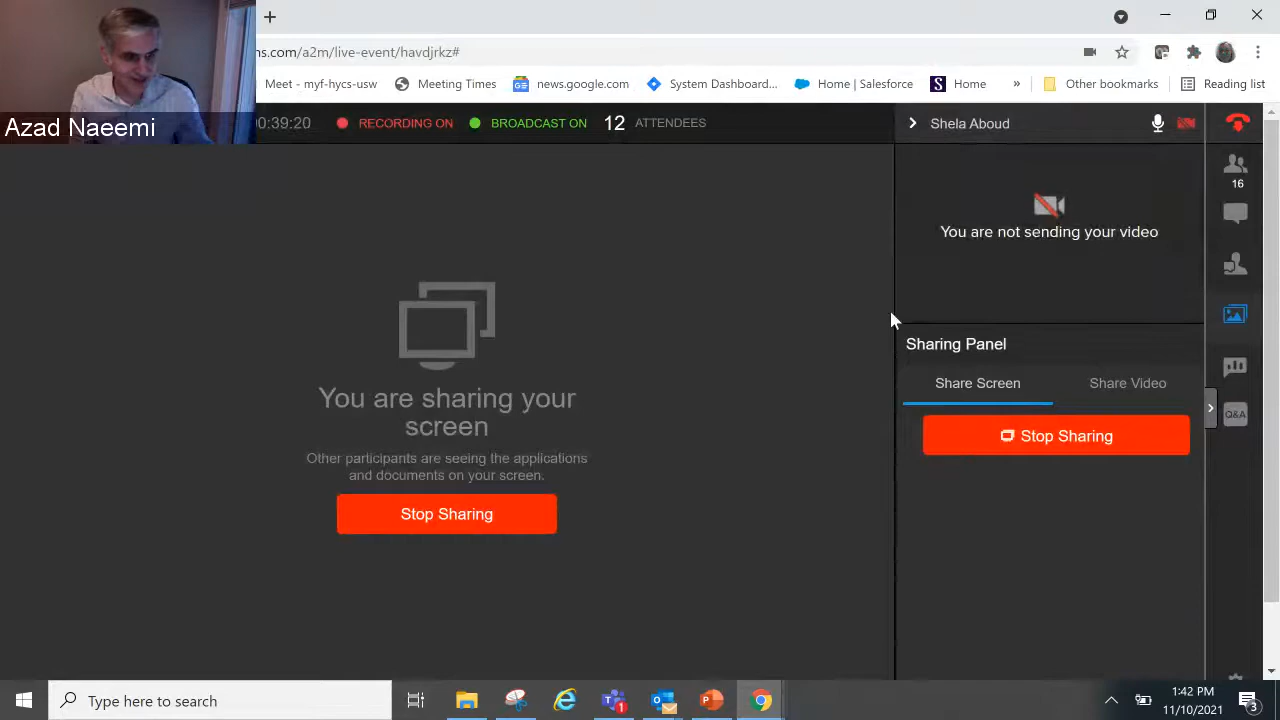 ns.com/a2m/live-event/havdjrkz#
Meet - myf-hycs-usw
Meeting Times
news.google.com
System Dashboard...
Home | Salesforce
Home
»
Other bookmarks
Reading list
Azad Naeemi
00:39:20
RECORDING ON
BROADCAST ON
12 ATTENDEES
Shela Aboud
16
You are not sending your video
Sharing Panel
Share Screen
Share Video
Stop Sharing
Q&A
You are sharing your
screen
Other participants are seeing the applications
and documents on your screen.
Stop Sharing
Type here to search
1
1:42 PM
11/10/2021
3